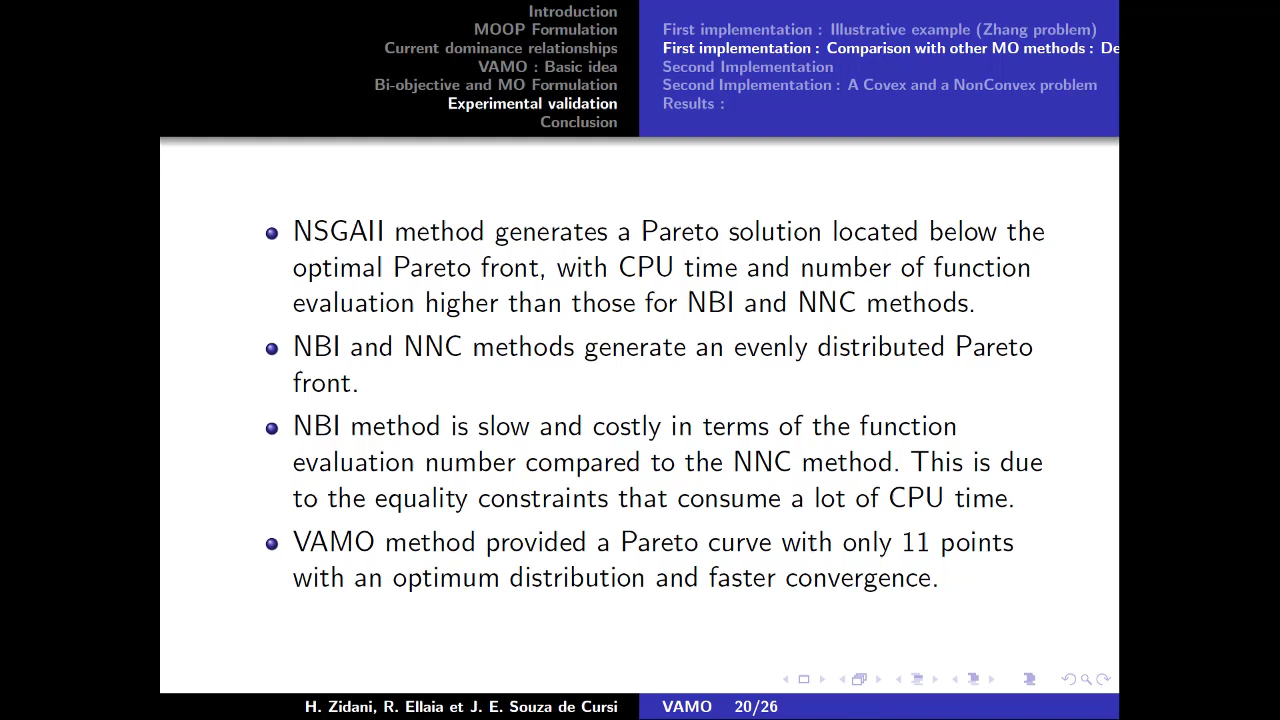 Introduction
MOOP Formulation
Current dominance relationships
VAMO : Basic idea
Bi-objective and MO Formulation
Experimental validation
Conclusion
First implementation : Illustrative example (Zhang problem)
First implementation : Comparison with other MO methods : De
Second Implementation
Second Implementation : A Covex and a NonConvex problem
Results :
NSGAII method generates a Pareto solution located below the
optimal Pareto front, with CPU time and number of function
evaluation higher than those for NBI and NNC methods.
NBI and NNC methods generate an evenly distributed Pareto
front.
NBI method is slow and costly in terms of the function
evaluation number compared to the NNC method. This is due
to the equality constraints that consume a lot of CPU time.
VAMO method provided a Pareto curve with only 11 points
with an optimum distribution and faster convergence.
H. Zidani, R. Ellaia et J. E. Souza de Cursi
VAMO 20/26